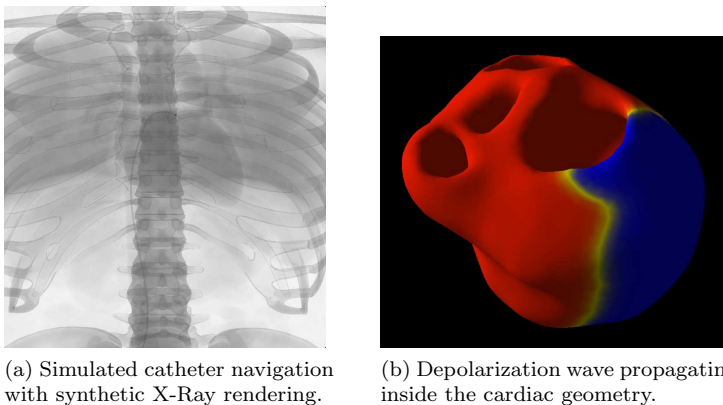 (a) Simulated catheter navigation
with synthetic X-Ray rendering.
(b) Depolarization wave propagatin
inside the cardiac geometry.